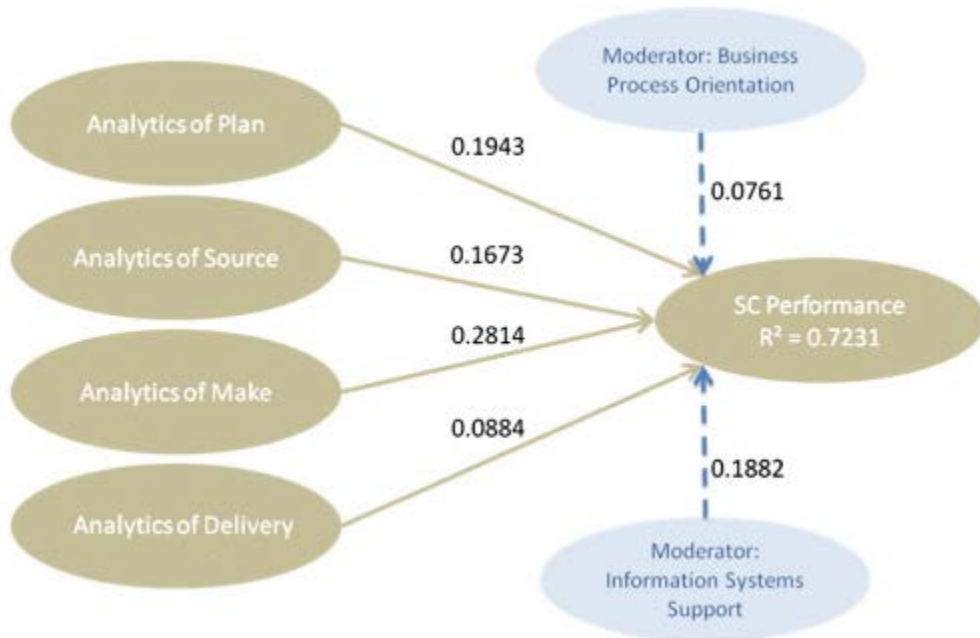 Moderator: Business
Process Orientation
Analytics of Plan
0.1943
0.0761
Analytics of Source
0.1673
SC Performance
R² = 0.7231
0.2814
Analytics of Make
0.0884
0.1882
Analytics of Delivery
Moderator:
Information Systems
Support